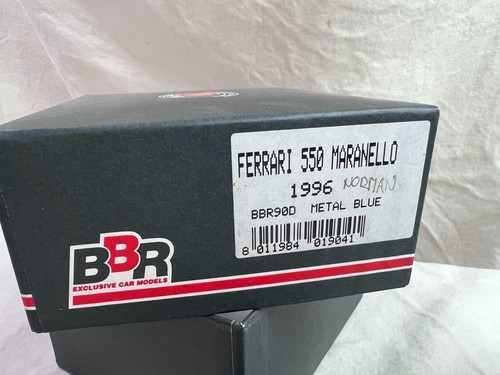 FERRARI 550 MARANELLO
1996 NORMAN
BBR90D METAL BLUE
8 011984 019041
BBR
EXCLUSIVE CAR MODELS